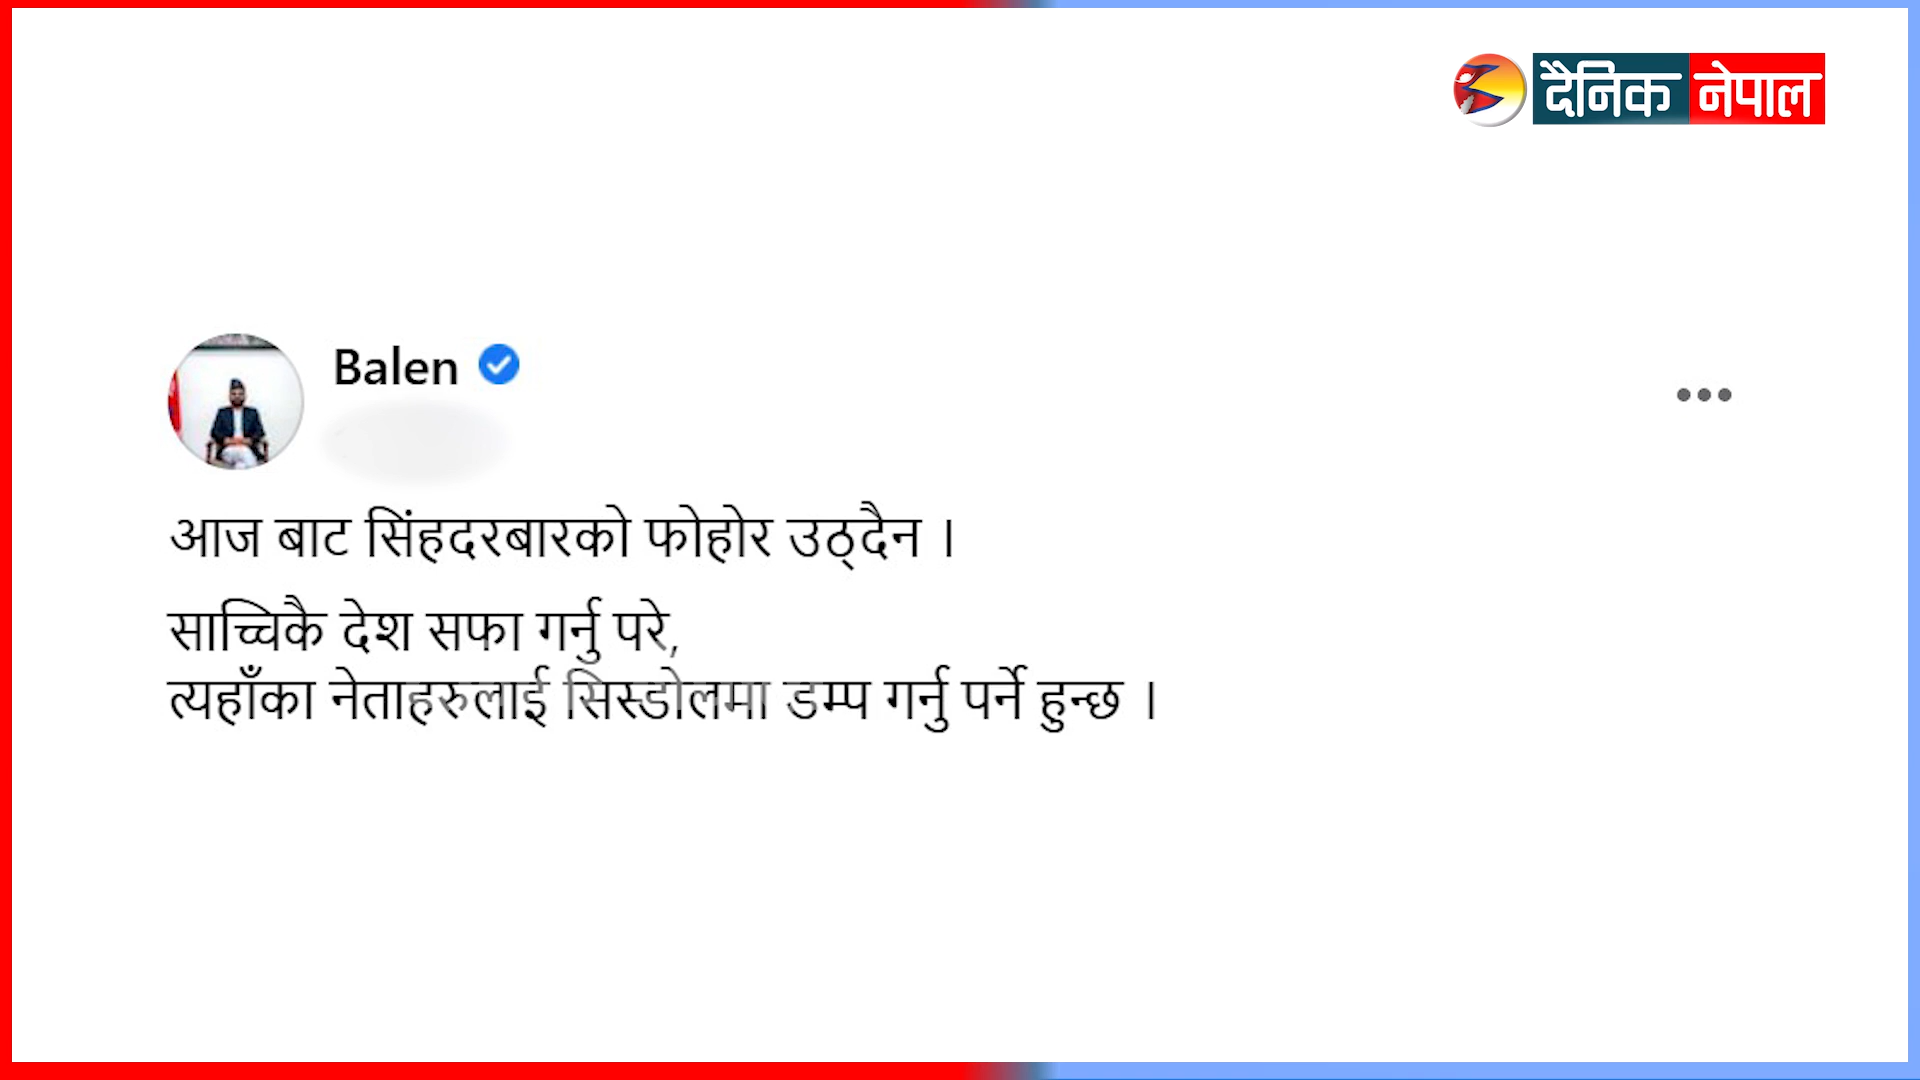 दैनिक नेपाल
Balen
आज बाट सिंहदरबारको फोहोर उठ्दैन ।
साच्चिकै देश सफा गर्नु परे,
त्यहाँका नेताहरुलाई सिस्डोलमा डम्प गर्नु पर्ने हुन्छ ।